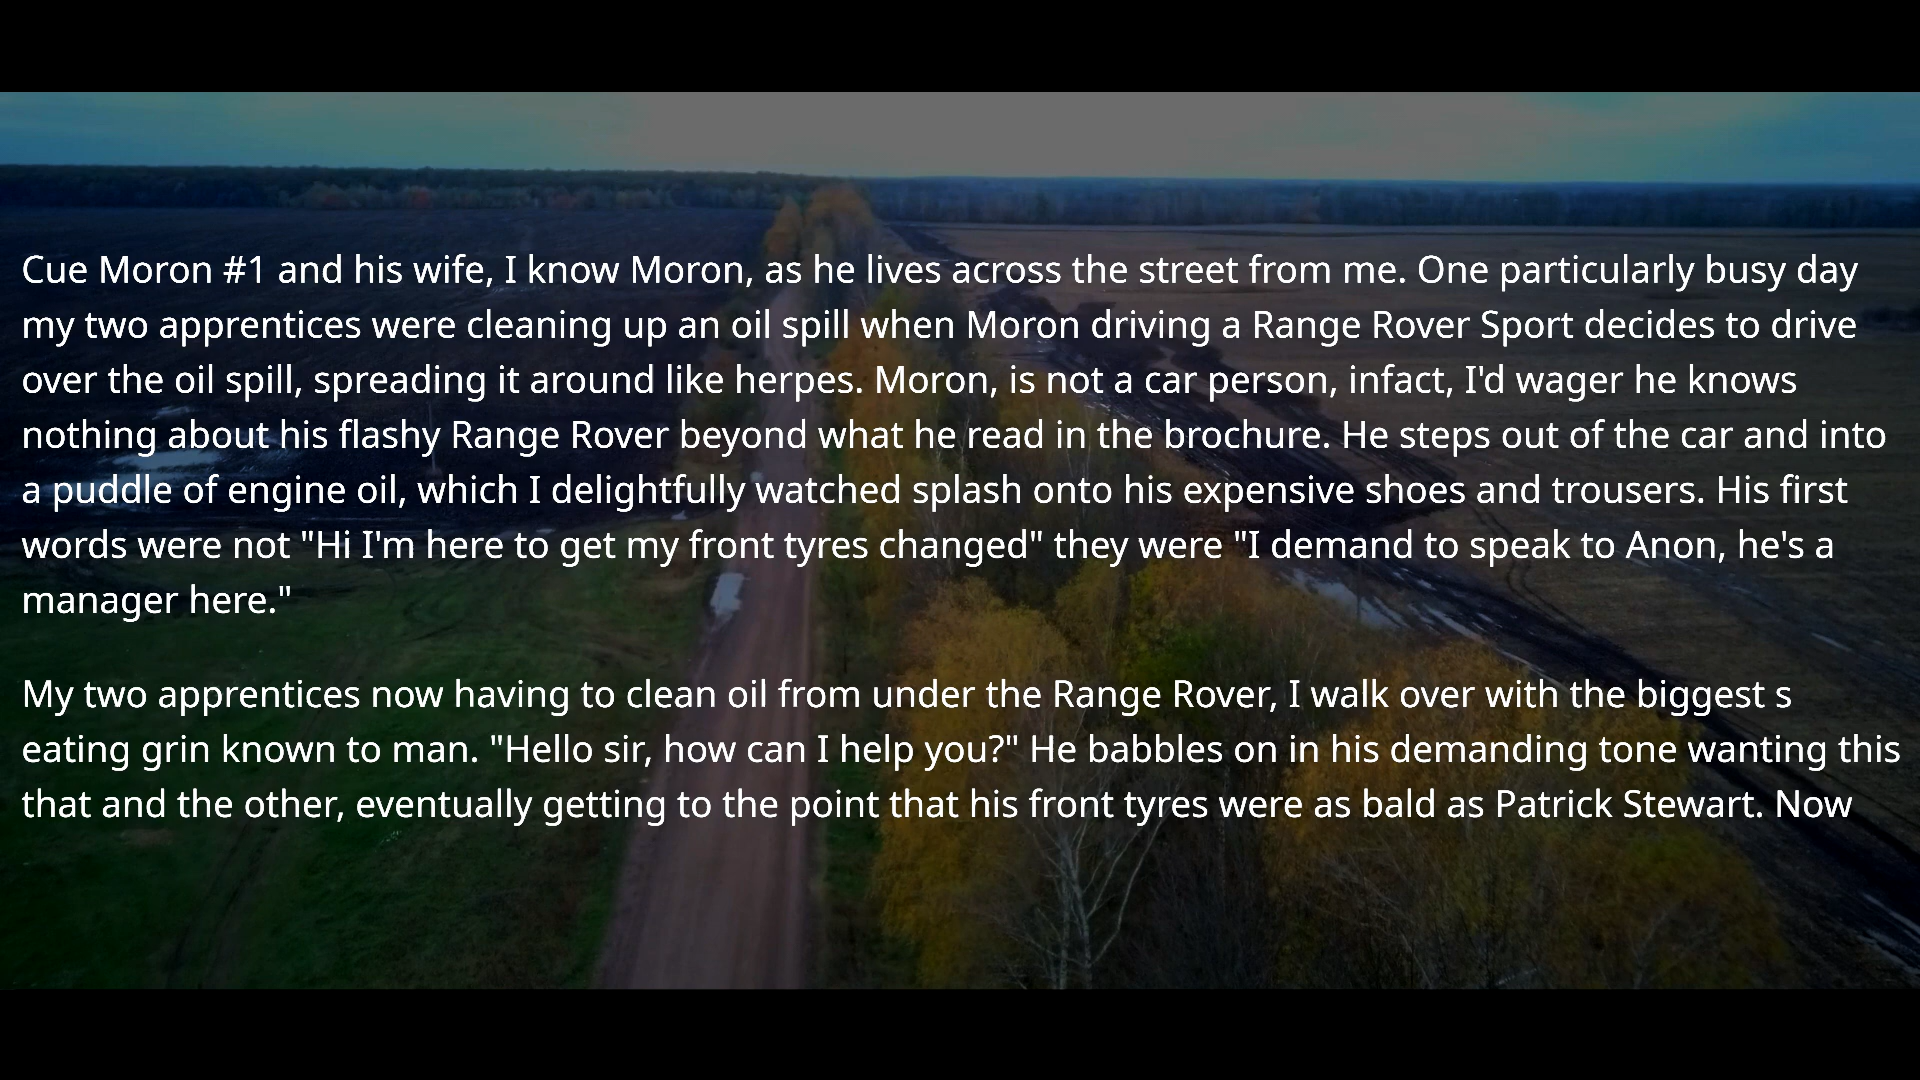 Cue Moron #1 and his wife, I know Moron, as he lives across the street from me. One particularly busy day
my two apprentices were cleaning up an oil spill when Moron driving a Range Rover Sport decides to drive
over the oil spill, spreading it around like herpes. Moron, is not a car person, infact, I'd wager he knows
nothing about his flashy Range Rover beyond what he read in the brochure. He steps out of the car and into
a puddle of engine oil, which I delightfully watched splash onto his expensive shoes and trousers. His first
words were not "Hi I'm here to get my front tyres changed" they were "I demand to speak to Anon, he's a
manager here."
My two apprentices now having to clean oil from under the Range Rover, I walk over with the biggest s
eating grin known to man. "Hello sir, how can I help you?" He babbles on in his demanding tone wanting this
that and the other, eventually getting to the point that his front tyres were as bald as Patrick Stewart. Now